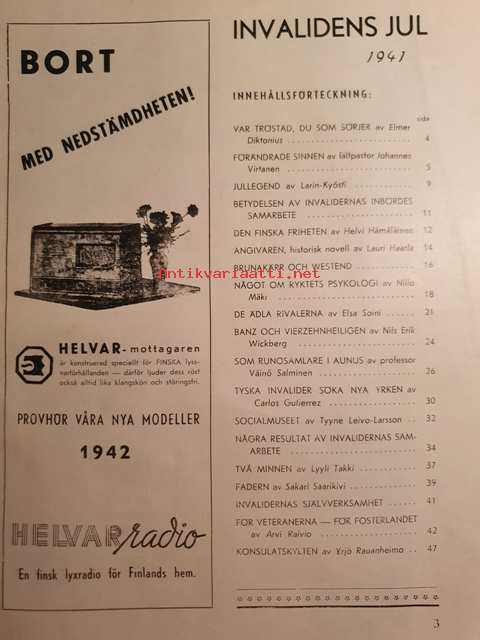 BORT
MED NEDSTÄMDHETEN!
HELVAR-mottagaren
är konstruerad speciellt för FINSKA lyss-
narförhållanden — därför ljuder dess röst
också alltid lika klangskön och störingsfri.
PROVHÖR VÅRA NYA MODELLER
1942
HELVAR radio
En finsk lyxradio för Finlands hem.
INVALIDENS JUL
1941
INNEHÅLLSFÖRTECKNING:
sida
VAR TRÖSTAD, DU SOM SÖRJER av Elmer
Diktonius 4
FÖRÄNDRADE SINNEN av fältpastor Johannes
Virtanen 5
JULLEGEND av Larin-Kyösti 9
BETYDELSEN AV INVALIDERNAS INBÖRDES
SAMARBETE 11
DEN FINSKA FRIHETEN av Helvi Hämäläinen 12
ANGIVAREN, historisk novell av Lauri Haarla 14
BRUNAKÄRR OCH WESTEND 16
NÅGOT OM RYKTETS PSYKOLOGI av Niilo
Mäki 18
DE ÄDLA RIVALERNA av Elsa Soini 21
BANZ OCH VIERZEHNHEILIGEN av Nils Erik
Wickberg 24
SOM RUNOSAMLARE I AUNUS av professor
Väinö Salminen 26
TYSKA INVALIDER SÖKA NYA YRKEN av
Carlos Gutierrez 30
SOCIALMUSEET av Tyyne Leivo-Larsson 32
NÅGRA RESULTAT AV INVALIDERNAS SAM-
ARBETE 34
TVÅ MINNEN av Lyyli Takki 37
FADERN av Sakari Saarikivi 39
INVALIDERNAS SJÄLVVERKSAMHET 41
FÖR VETERANERNA — FÖR FOSTERLANDET
av Arvi Raivio 42
KONSULATSKYLTEN av Yrjö Rauanheimo 47
3
Antikvariaatti.net